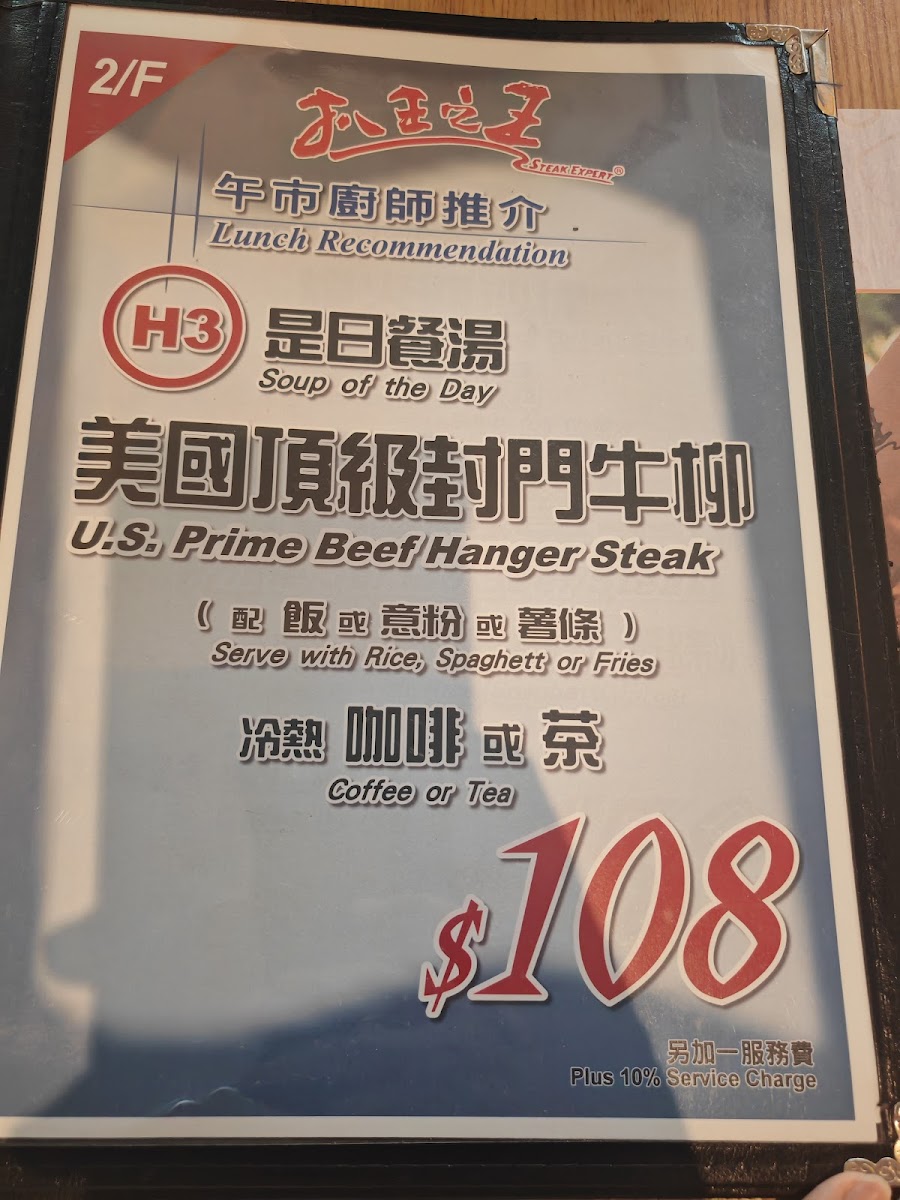 2/F
扒王之王
STEAK EXPERT®
午市廚師推介
Lunch Recommendation
H3
是日餐湯
Soup of the Day
美國頂級封門牛柳
U.S. Prime Beef Hanger Steak
( 配 飯 或 意粉 或 薯條 )
Serve with Rice, Spaghett or Fries
冷熱 咖啡 或 茶
Coffee or Tea
$108
另加一服務費
Plus 10% Service Charge